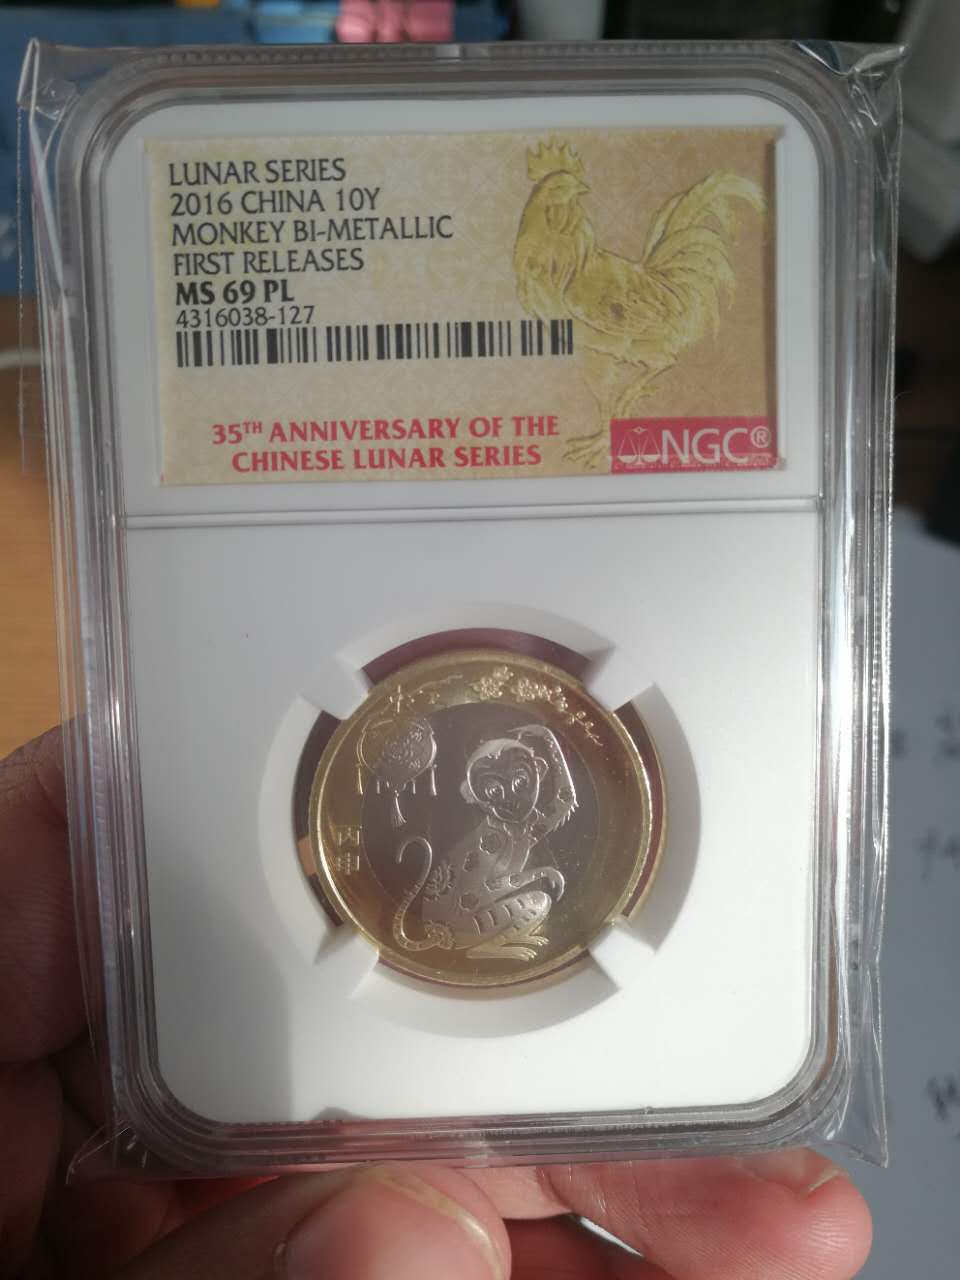 LUNAR SERIES
2016 CHINA 10Y
MONKEY BI-METALLIC
FIRST RELEASES
MS 69 PL
4316038-127
35TH ANNIVERSARY OF THE
CHINESE LUNAR SERIES
NGC®